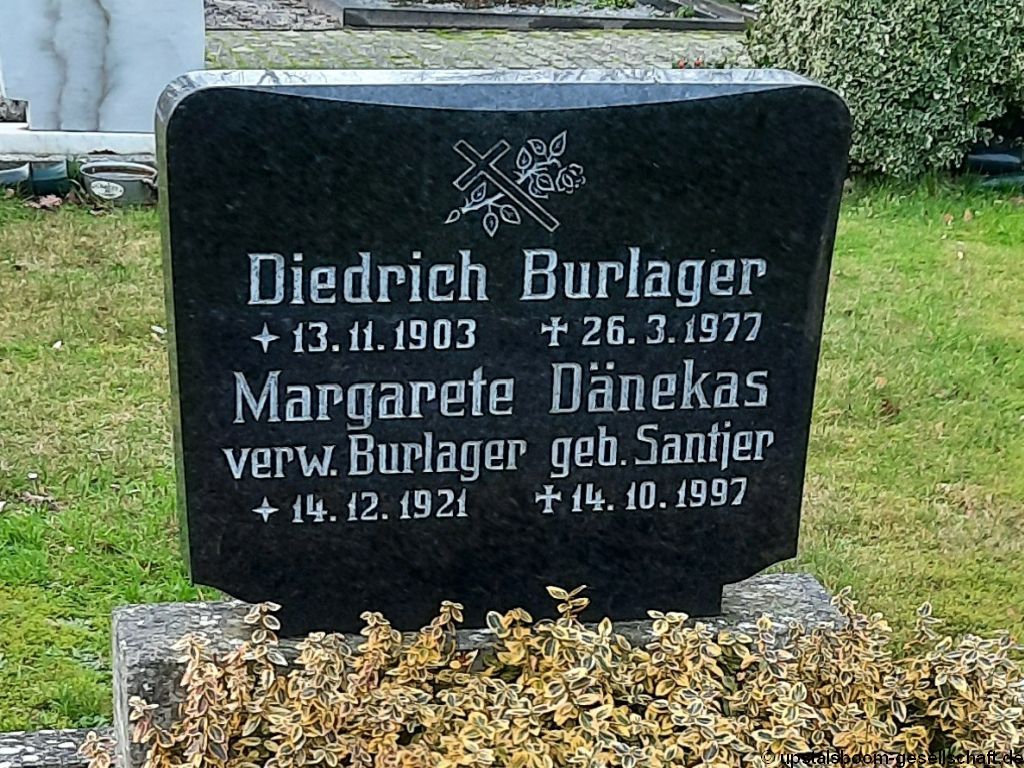 Diedrich Burlager
✦ 13.11.1903 ✝ 26.3.1977
Margarete Dänekas
verw. Burlager geb. Santjer
✦ 14.12.1921 ✝ 14.10.1997
© upstalsboom-gesellschaft.de